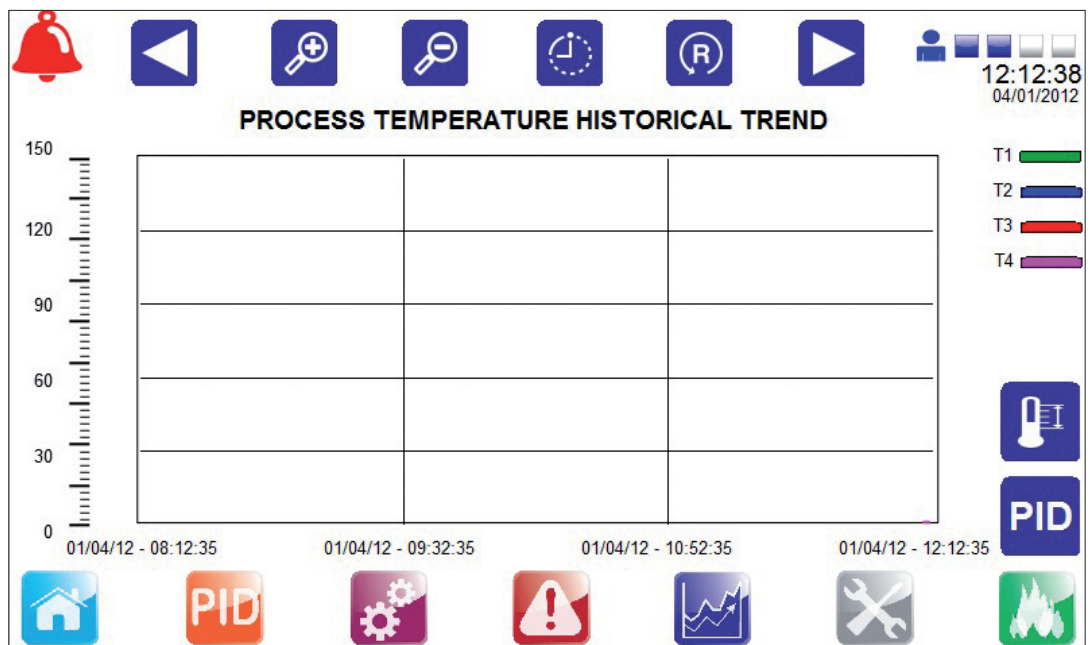 R
12:12:38
04/01/2012
PROCESS TEMPERATURE HISTORICAL TREND
150
120
90
60
30
0
T1
T2
T3
T4
PID
01/04/12 - 08:12:35
01/04/12 - 09:32:35
01/04/12 - 10:52:35
01/04/12 - 12:12:35
PID